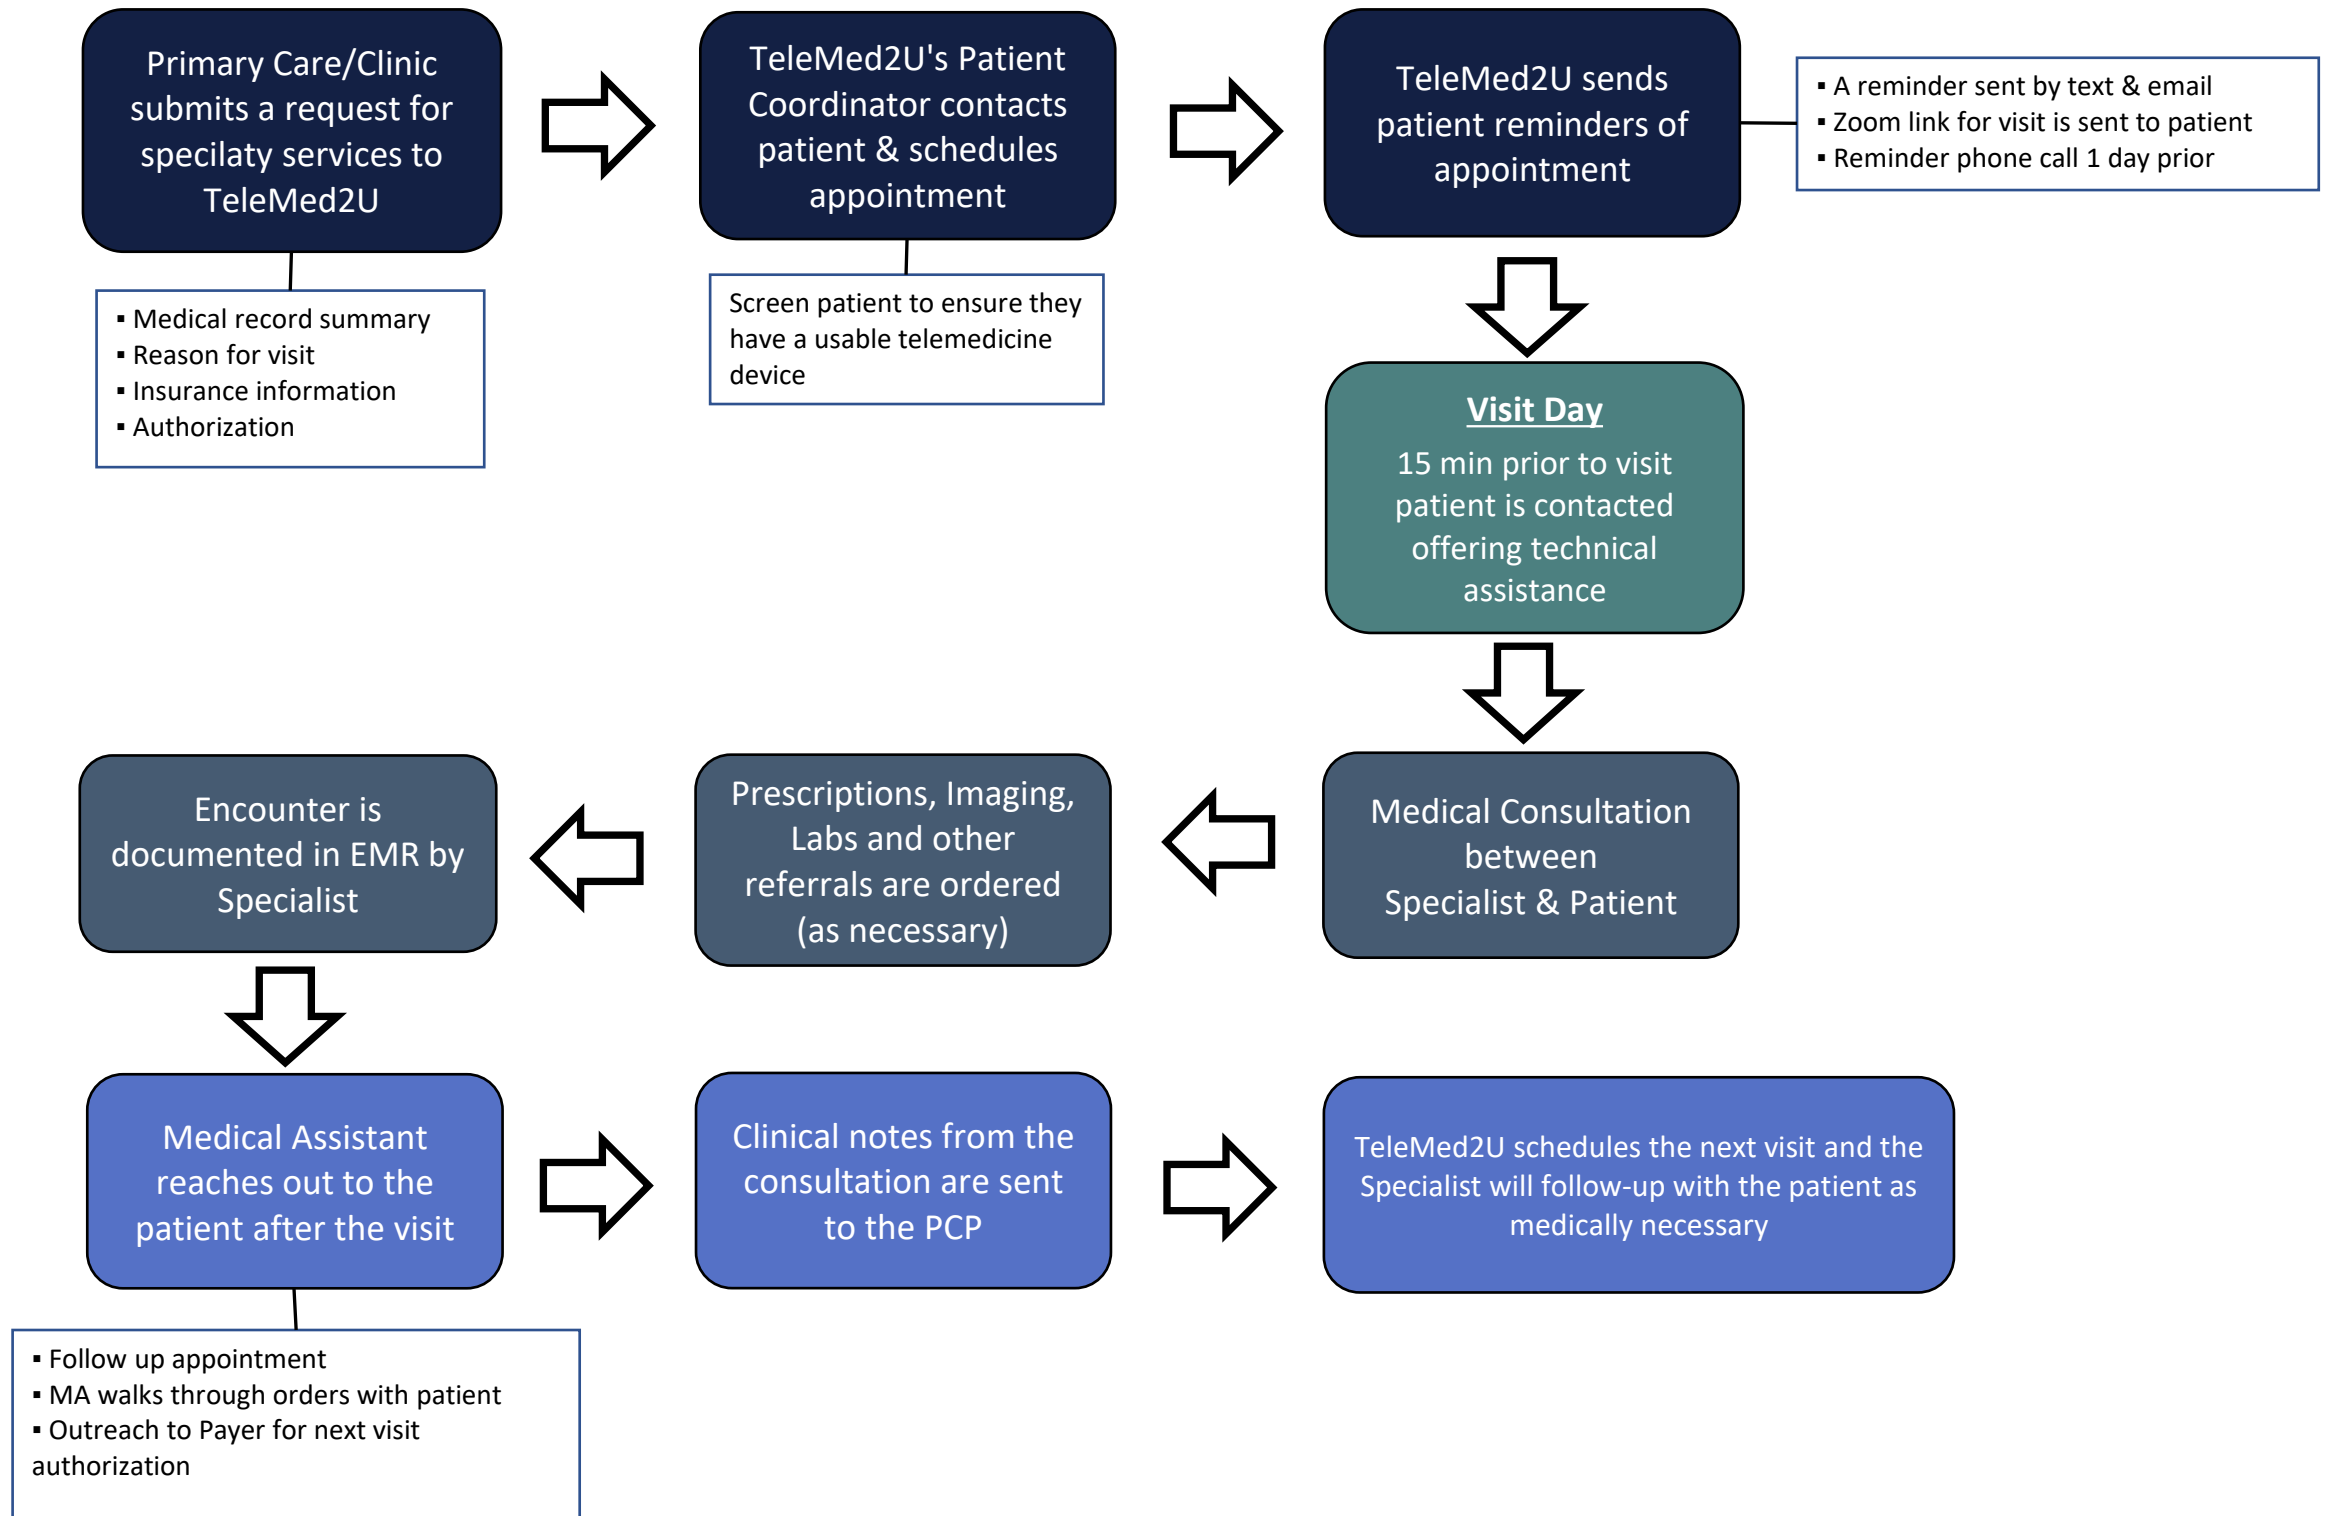 Primary Care/Clinic
submits a request for
specilaty services to
TeleMed2U
▪ Medical record summary
▪ Reason for visit
▪ Insurance information
▪ Authorization
TeleMed2U's Patient
Coordinator contacts
patient & schedules
appointment
Screen patient to ensure they
have a usable telemedicine
device
TeleMed2U sends
patient reminders of
appointment
▪ A reminder sent by text & email
▪ Zoom link for visit is sent to patient
▪ Reminder phone call 1 day prior
Visit Day
15 min prior to visit
patient is contacted
offering technical
assistance
Medical Consultation
between
Specialist & Patient
Prescriptions, Imaging,
Labs and other
referrals are ordered
(as necessary)
Encounter is
documented in EMR by
Specialist
Medical Assistant
reaches out to the
patient after the visit
▪ Follow up appointment
▪ MA walks through orders with patient
▪ Outreach to Payer for next visit
authorization
Clinical notes from the
consultation are sent
to the PCP
TeleMed2U schedules the next visit and the
Specialist will follow-up with the patient as
medically necessary